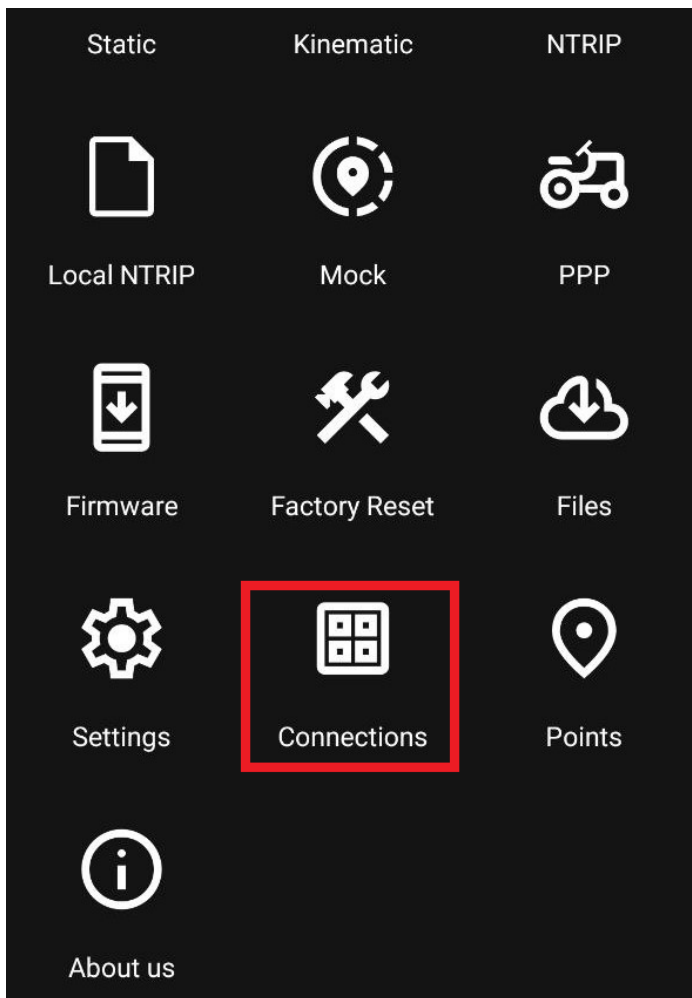 Static Kinematic NTRIP
Local NTRIP Mock PPP
Firmware Factory Reset Files
Settings Connections Points
About us